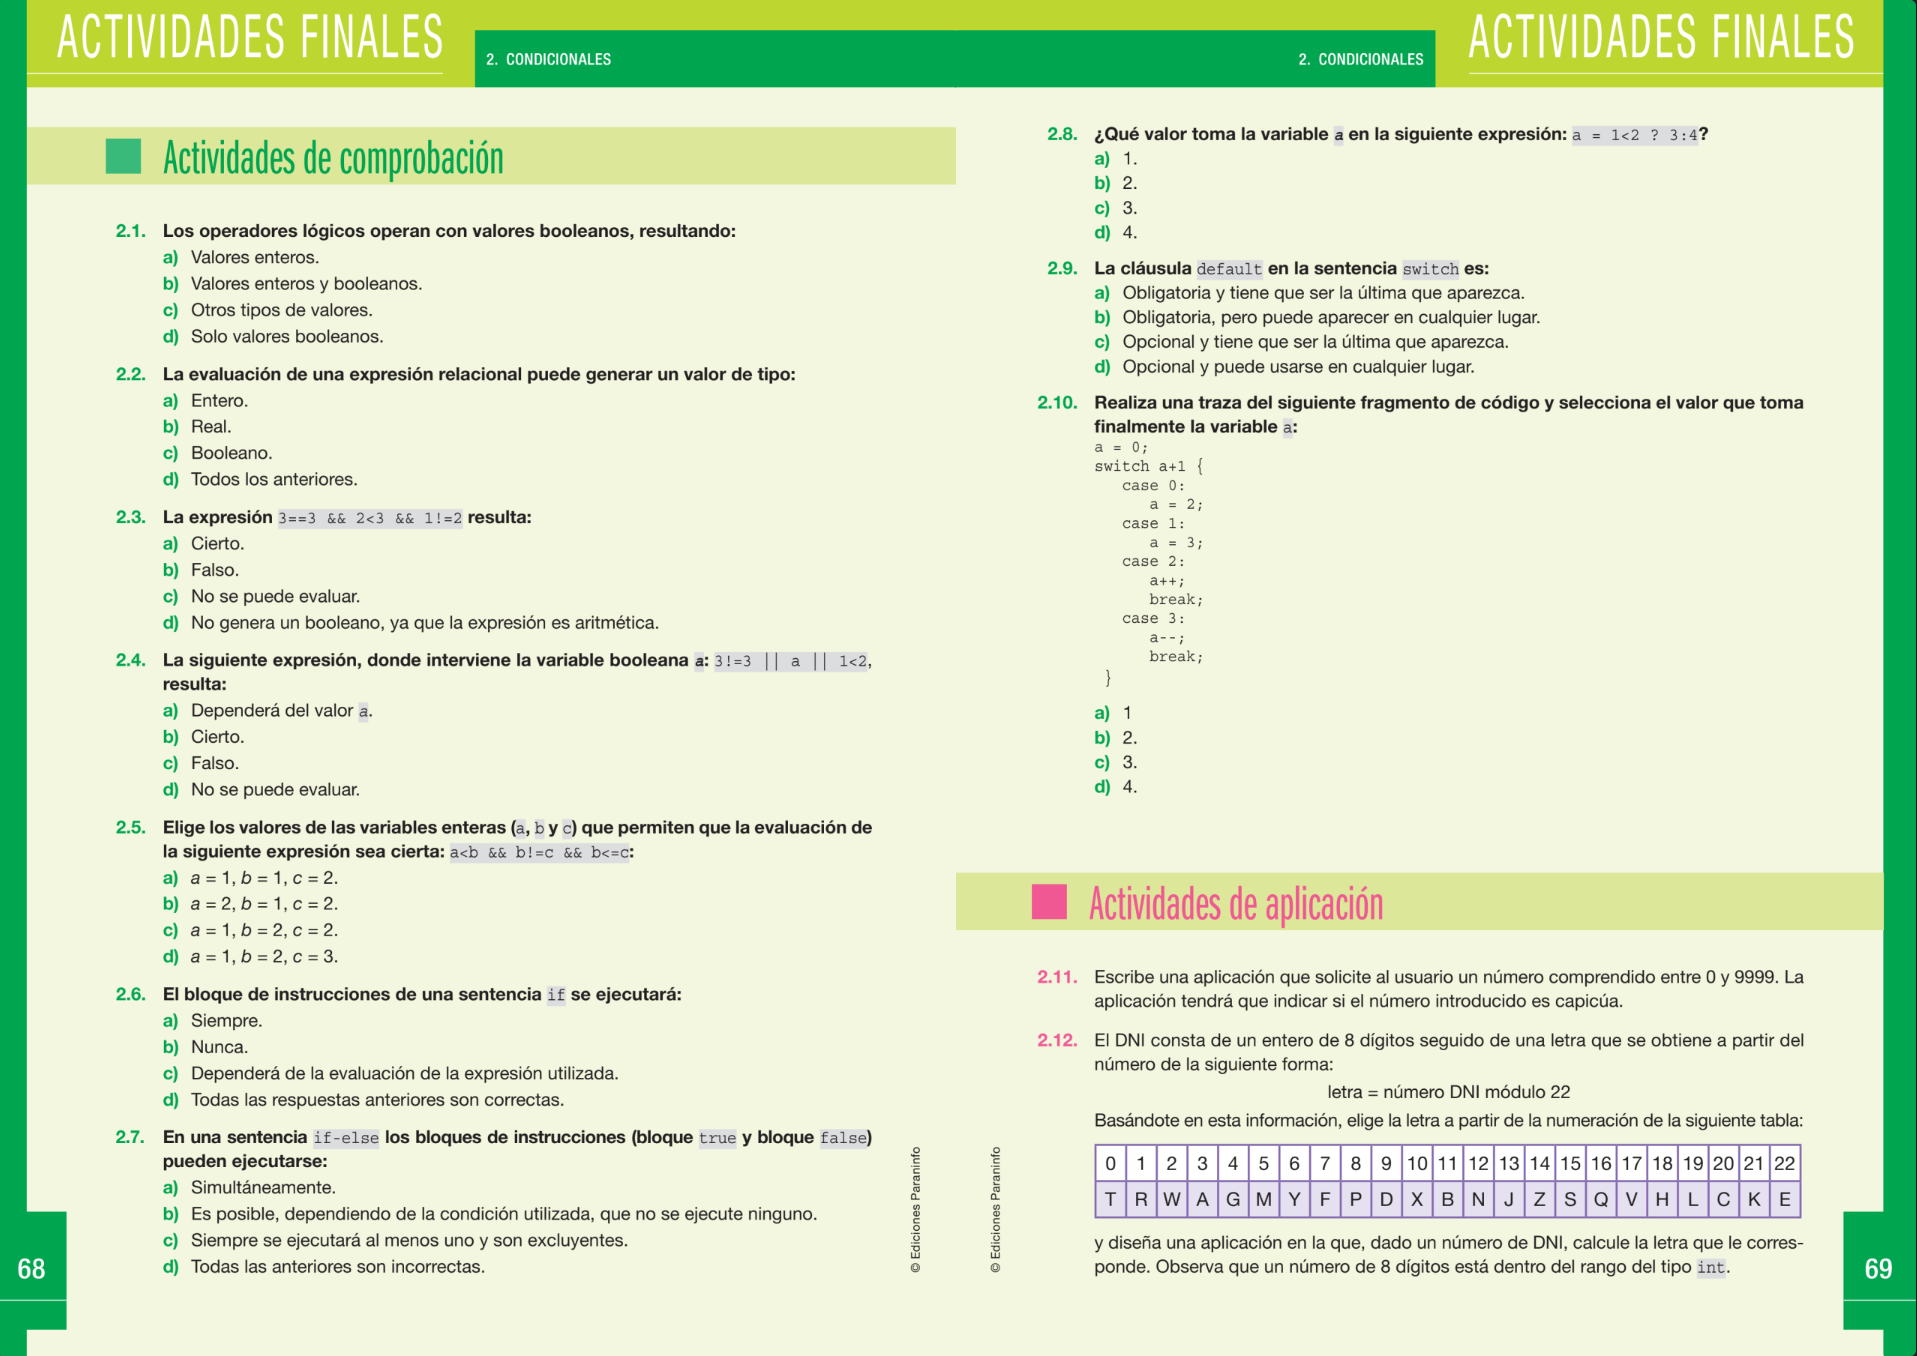 ACTIVIDADES FINALES
2. CONDICIONALES
Actividades de comprobación
2.1. Los operadores lógicos operan con valores booleanos, resultando:
a) Valores enteros.
b) Valores enteros y booleanos.
c) Otros tipos de valores.
d) Solo valores booleanos.
2.2. La evaluación de una expresión relacional puede generar un valor de tipo:
a) Entero.
b) Real.
c) Booleano.
d) Todos los anteriores.
2.3. La expresión 3==3 && 2<3 && 1!=2 resulta:
a) Cierto.
b) Falso.
c) No se puede evaluar.
d) No genera un booleano, ya que la expresión es aritmética.
2.4. La siguiente expresión, donde interviene la variable booleana a: 3!=3 || a || 1<2,
resulta:
a) Dependerá del valor a.
b) Cierto.
c) Falso.
d) No se puede evaluar.
2.5. Elige los valores de las variables enteras (a, b y c) que permiten que la evaluación de
la siguiente expresión sea cierta: a<b && b!=c && b<=c:
a) a = 1, b = 1, c = 2.
b) a = 2, b = 1, c = 2.
c) a = 1, b = 2, c = 2.
d) a = 1, b = 2, c = 3.
2.6. El bloque de instrucciones de una sentencia if se ejecutará:
a) Siempre.
b) Nunca.
c) Dependerá de la evaluación de la expresión utilizada.
d) Todas las respuestas anteriores son correctas.
2.7. En una sentencia if-else los bloques de instrucciones (bloque true y bloque false)
pueden ejecutarse:
a) Simultáneamente.
b) Es posible, dependiendo de la condición utilizada, que no se ejecute ninguno.
c) Siempre se ejecutará al menos uno y son excluyentes.
d) Todas las anteriores son incorrectas.
© Ediciones Paraninfo
68
2. CONDICIONALES
ACTIVIDADES FINALES
2.8. ¿Qué valor toma la variable a en la siguiente expresión: a = 1<2 ? 3:4?
a) 1.
b) 2.
c) 3.
d) 4.
2.9. La cláusula default en la sentencia switch es:
a) Obligatoria y tiene que ser la última que aparezca.
b) Obligatoria, pero puede aparecer en cualquier lugar.
c) Opcional y tiene que ser la última que aparezca.
d) Opcional y puede usarse en cualquier lugar.
2.10. Realiza una traza del siguiente fragmento de código y selecciona el valor que toma
finalmente la variable a:
a = 0;
switch a+1 {
case 0:
a = 2;
case 1:
a = 3;
case 2:
a++;
break;
case 3:
a--;
break;
}
a) 1
b) 2.
c) 3.
d) 4.
Actividades de aplicación
2.11. Escribe una aplicación que solicite al usuario un número comprendido entre 0 y 9999. La
aplicación tendrá que indicar si el número introducido es capicúa.
2.12. El DNI consta de un entero de 8 dígitos seguido de una letra que se obtiene a partir del
número de la siguiente forma:
letra = número DNI módulo 22
Basándote en esta información, elige la letra a partir de la numeración de la siguiente tabla:
0 1 2 3 4 5 6 7 8 9 10 11 12 13 14 15 16 17 18 19 20 21 22
T R W A G M Y F P D X B N J Z S Q V H L C K E
y diseña una aplicación en la que, dado un número de DNI, calcule la letra que le corres-
ponde. Observa que un número de 8 dígitos está dentro del rango del tipo int.
© Ediciones Paraninfo
69